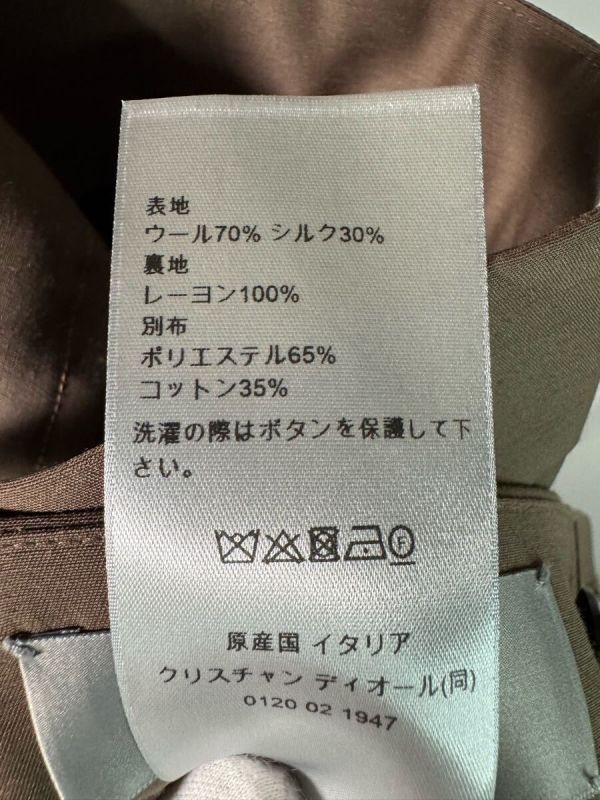 表地
ウール70% シルク30%
裏地
レーヨン100%
別布
ポリエステル65%
コットン35%
洗濯の際はボタンを保護して下
さい。
F
原産国 イタリア
クリスチャン ディオール(同)
0120 02 1947